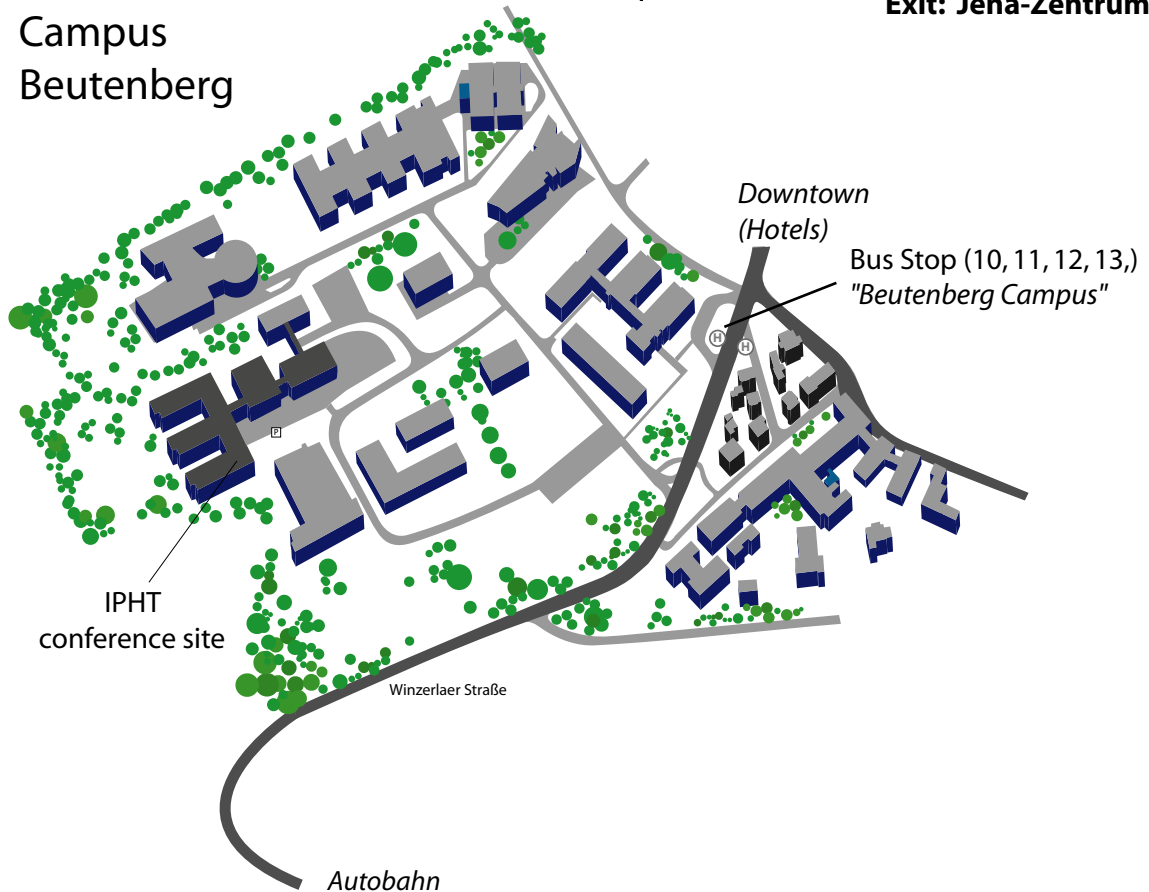 Exit: Jena-Zentrum
Campus
Beutenberg
Downtown
(Hotels)
Bus Stop (10, 11, 12, 13,)
"Beutenberg Campus"
H
H
P
IPHT
conference site
Winzerlaer Straße
Autobahn